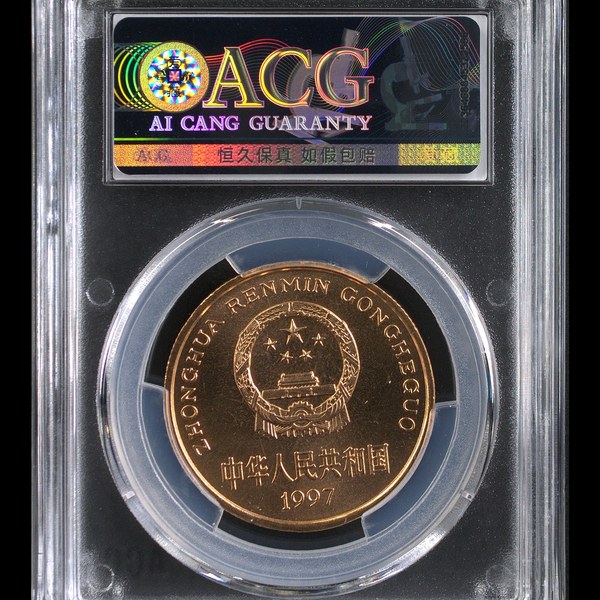 ACG
AI CANG GUARANTY
ACG 恒久保真 如假包赔
ZHONGHUA RENMIN GONGHEGUO
中华人民共和国
1997